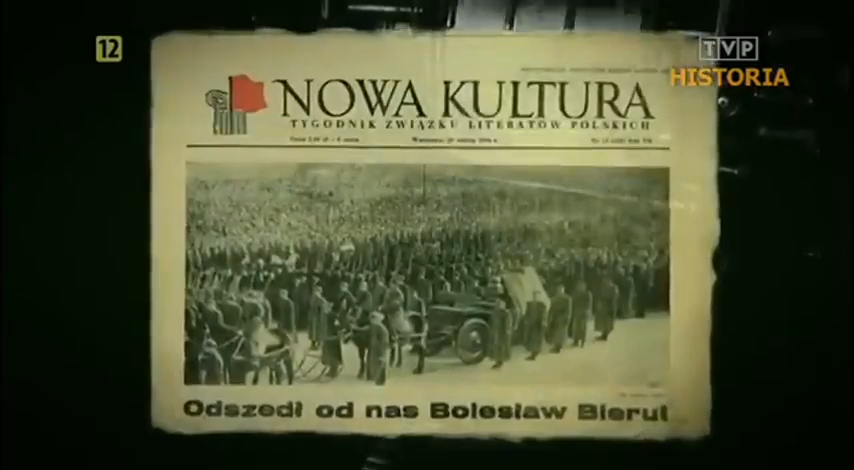 12
TVP
HISTORIA
NOWA KULTURA
TYGODNIK ZWIĄZKU LITERATÓW POLSKICH
Odszedł od nas Bolesław Bierut